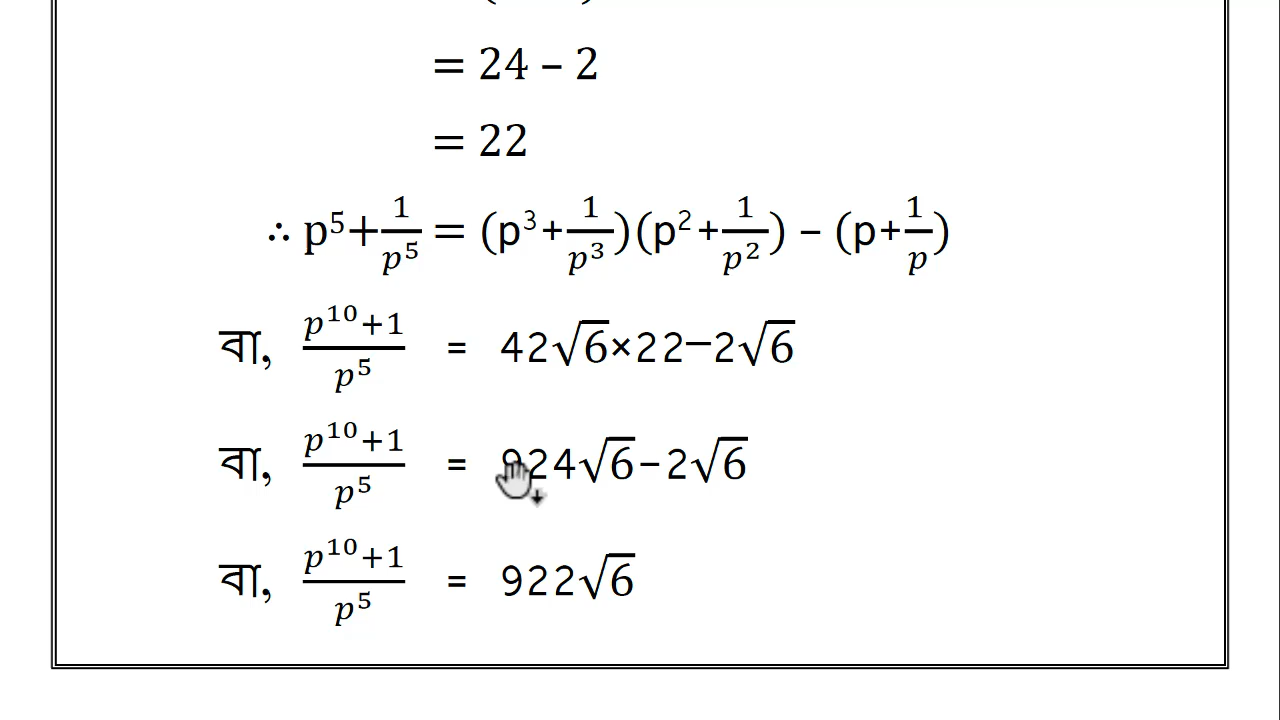 = 24 – 2
= 22
∴ p⁵+1/p⁵ = (p³+1/p³)(p²+1/p²) – (p+1/p)
বা, p¹⁰+1/p⁵ = 42√6×22−2√6
বা, p¹⁰+1/p⁵ = 924√6–2√6
বা, p¹⁰+1/p⁵ = 922√6